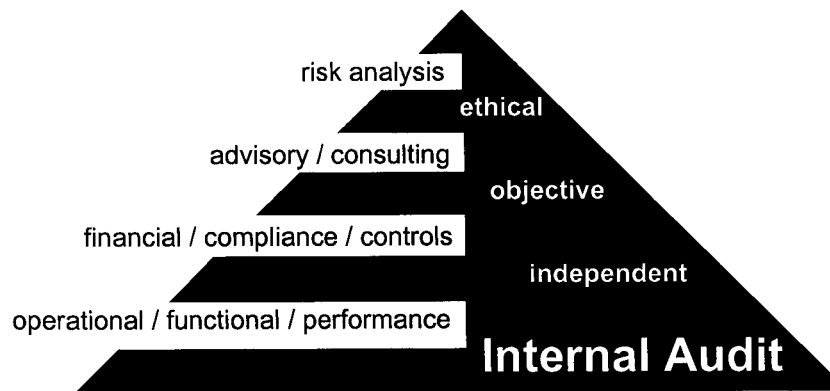 risk analysis
ethical
advisory / consulting
objective
financial / compliance / controls
independent
operational / functional / performance
Internal Audit